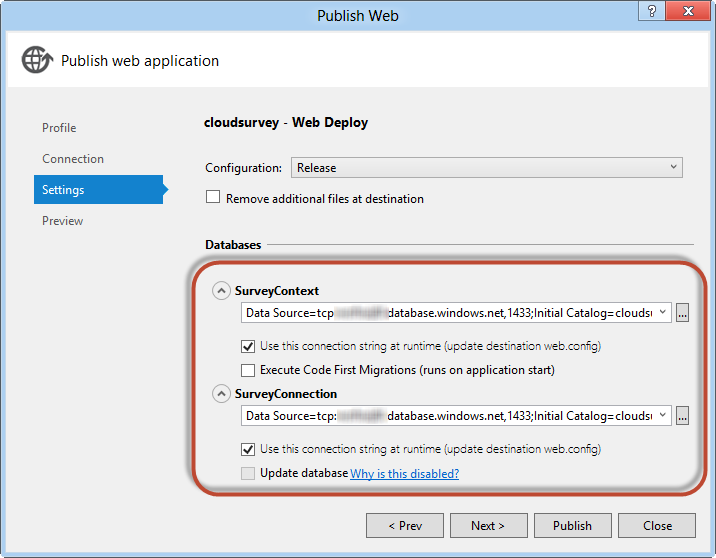 Publish Web
?
Publish web application
Profile
Connection
Settings
Preview
cloudsurvey - Web Deploy
Configuration: Release
Remove additional files at destination
Databases
SurveyContext
Data Source=tcp database.windows.net,1433;Initial Catalog=cloudsu
...
Use this connection string at runtime (update destination web.config)
Execute Code First Migrations (runs on application start)
SurveyConnection
Data Source=tcp: database.windows.net,1433;Initial Catalog=cloudsu
...
Use this connection string at runtime (update destination web.config)
Update database Why is this disabled?
< Prev
Next >
Publish
Close